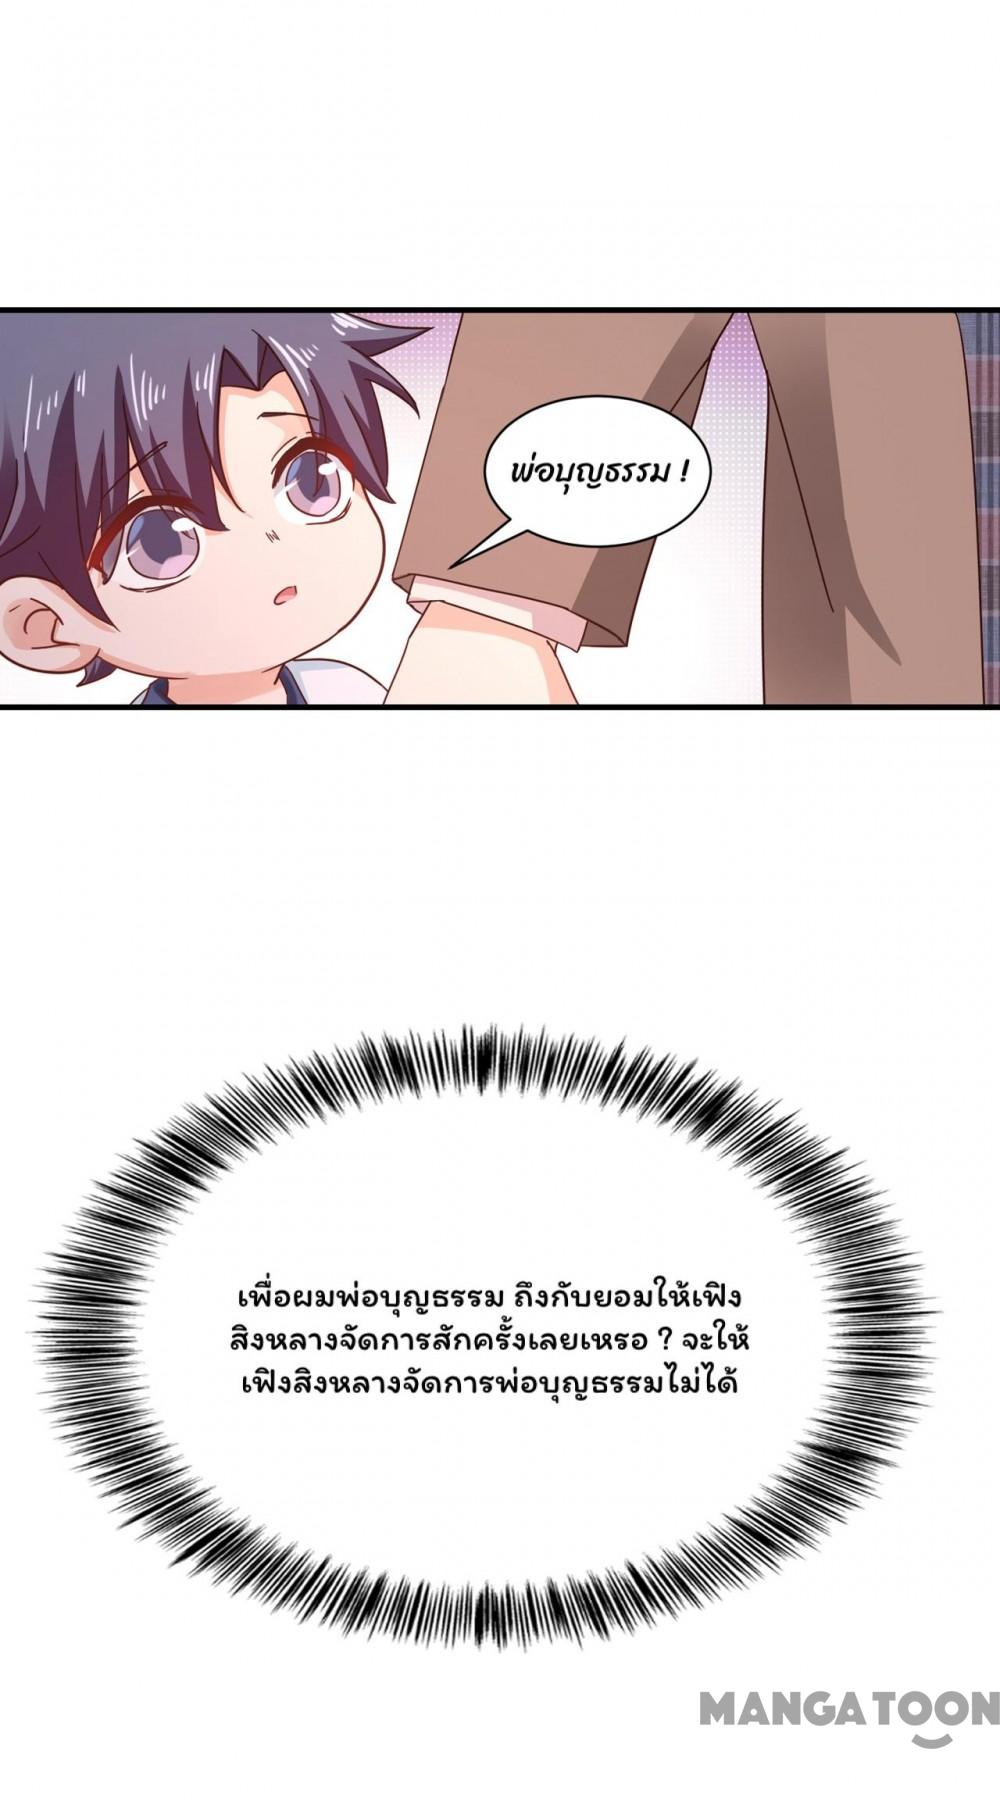 พ่อบุญธรรม !
เพื่อผมพ่อบุญธรรม ถึงกับยอมให้เฟิง
สิงหลางจัดการสักครั้งเลยเหรอ ? จะให้
เฟิงสิงหลางจัดการพ่อบุญธรรมไม่ได้
MANGATOON